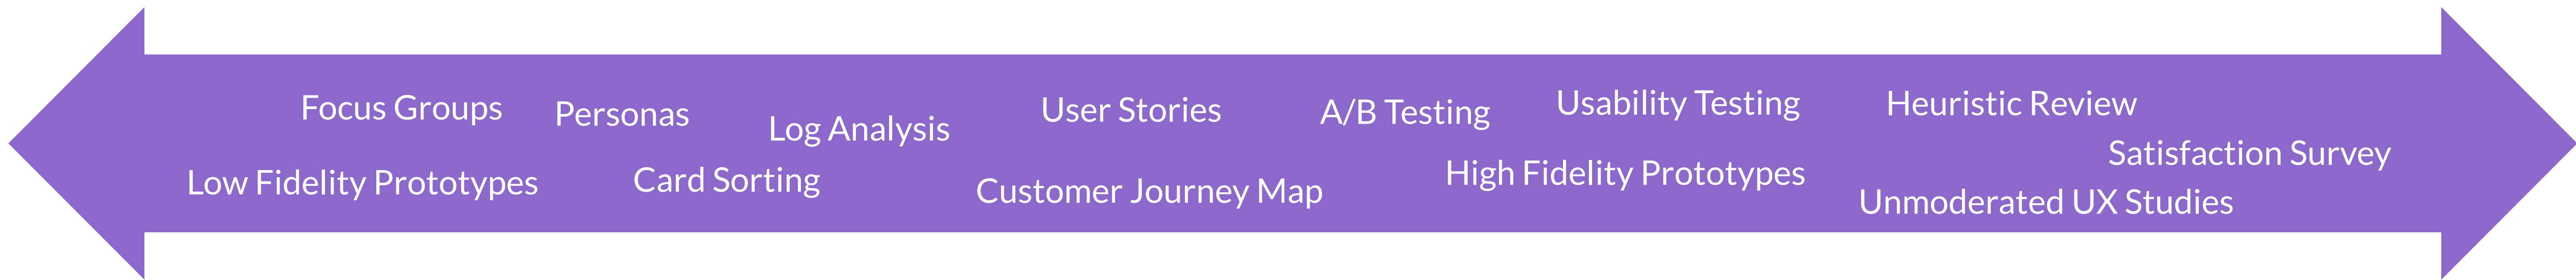 Focus Groups
Personas
Log Analysis
User Stories
A/B Testing
Usability Testing
Heuristic Review
Satisfaction Survey
Low Fidelity Prototypes
Card Sorting
Customer Journey Map
High Fidelity Prototypes
Unmoderated UX Studies